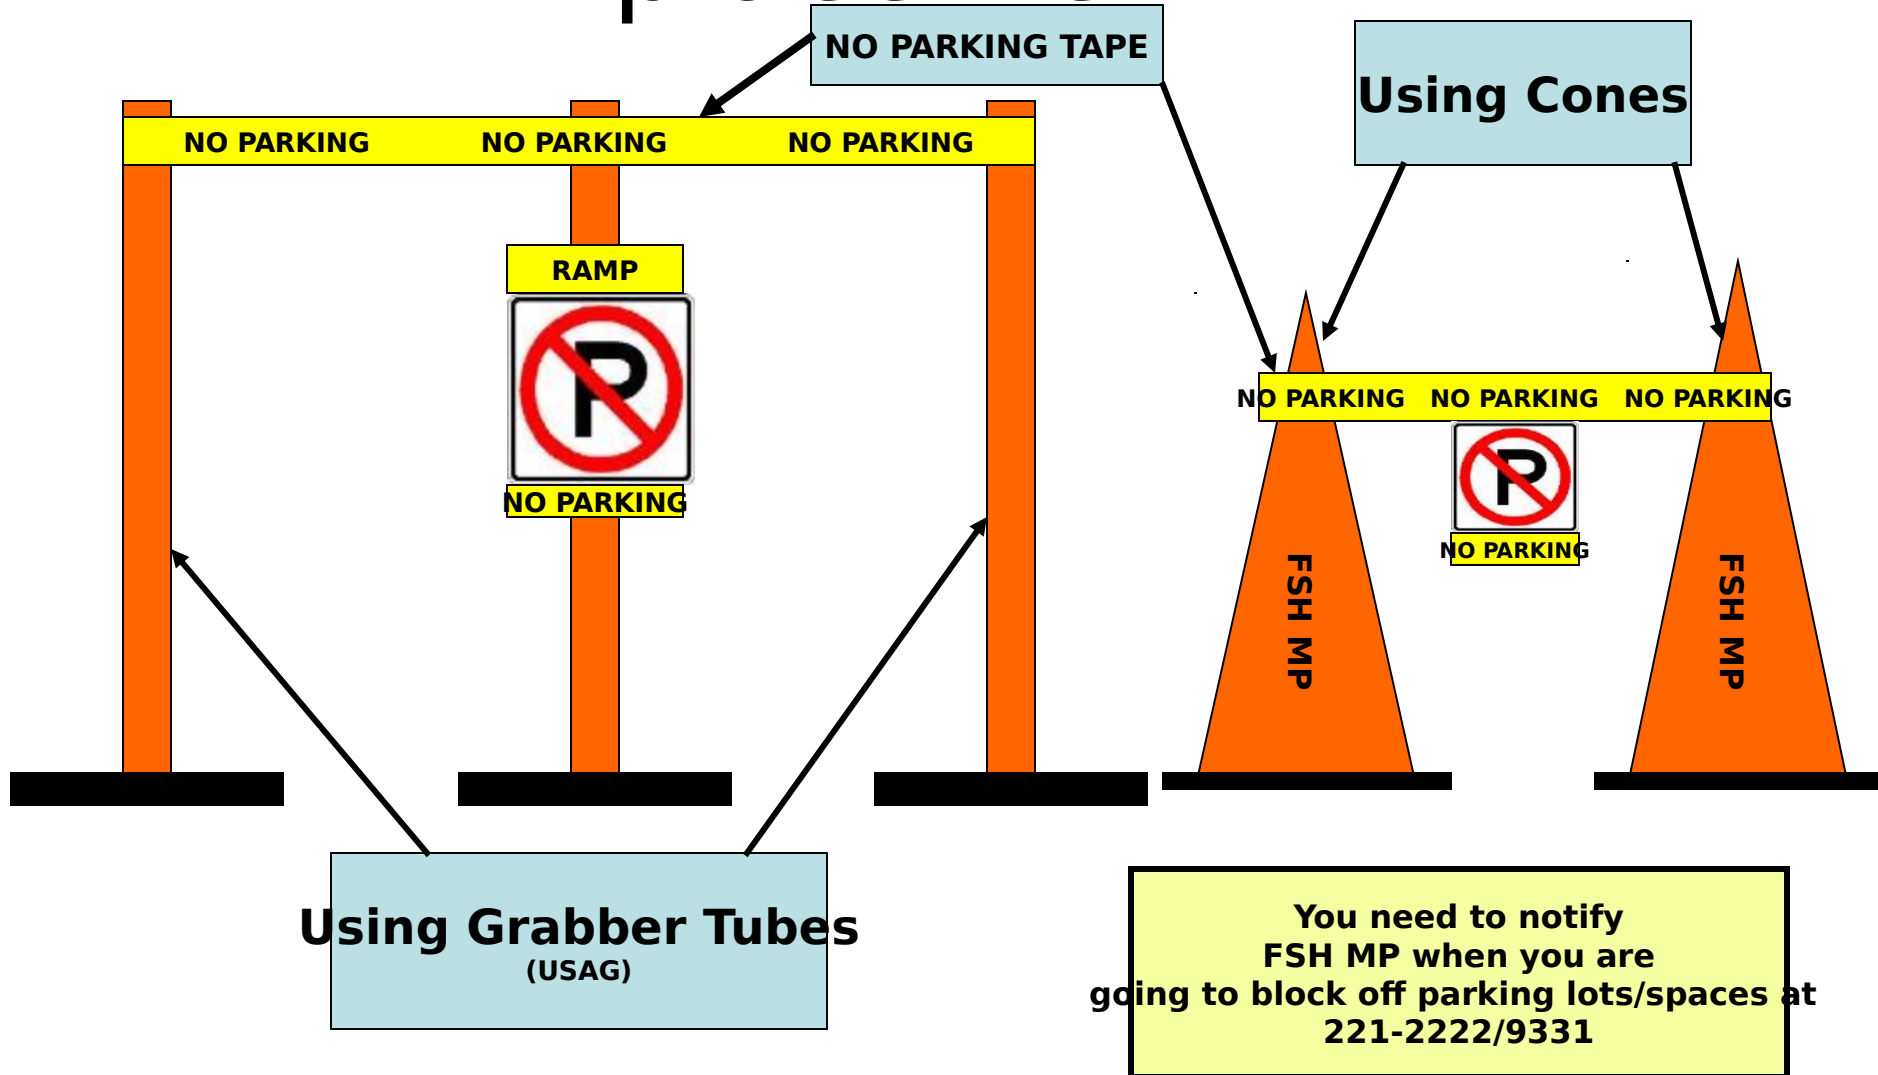 NO PARKING TAPE
Using Cones
NO PARKING NO PARKING NO PARKING
RAMP
P
NO PARKING
NO PARKING NO PARKING NO PARKING
P
NO PARKING
FSH MP
FSH MP
Using Grabber Tubes
(USAG)
You need to notify
FSH MP when you are
going to block off parking lots/spaces at
221-2222/9331